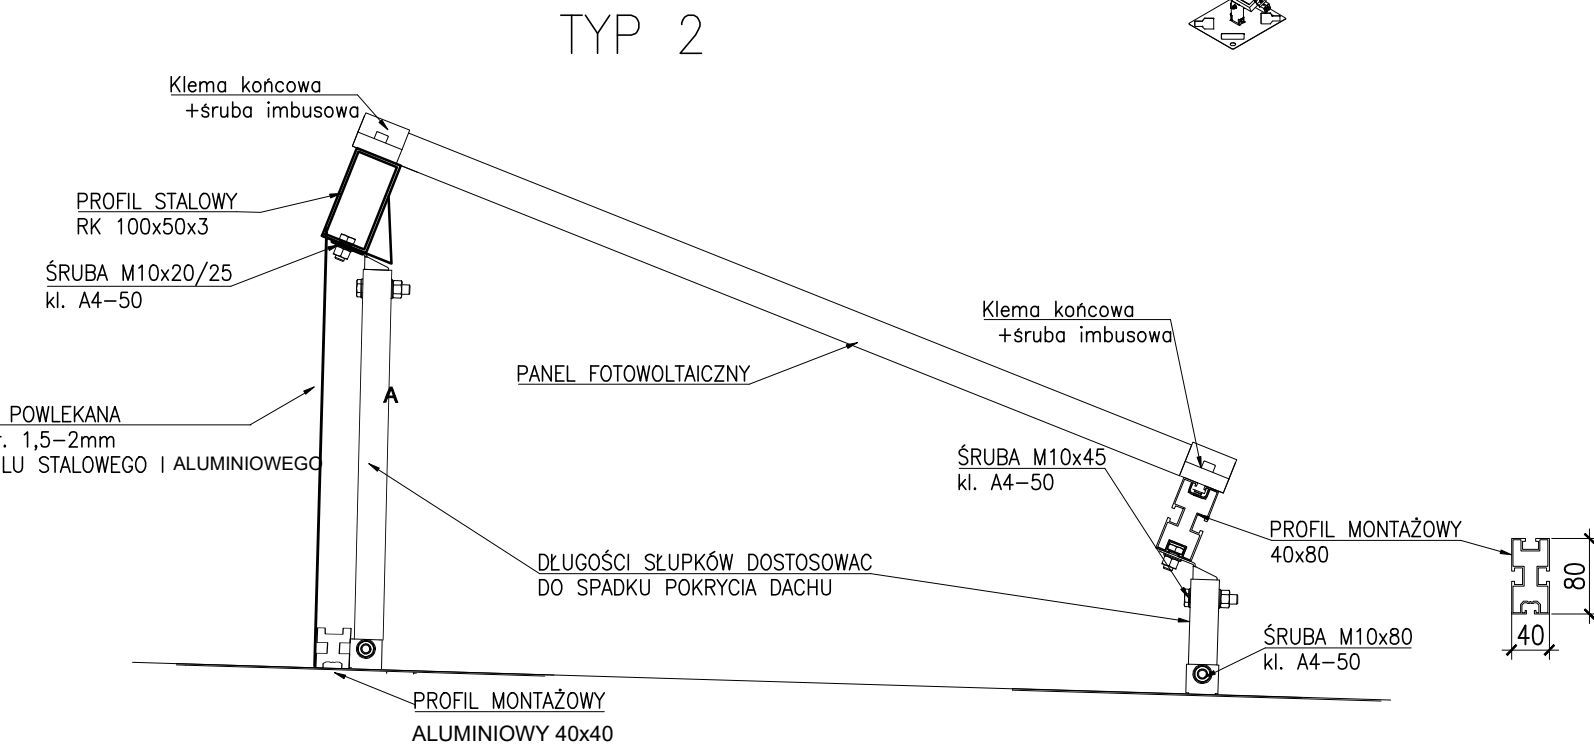 TYP 2
Klema końcowa
+śruba imbusowa
PROFIL STALOWY
RK 100x50x3
ŚRUBA M10x20/25
kl. A4-50
POWLEKANA
1,5-2mm
STALOWEGO I ALUMINIOWEGO
A
PANEL FOTOWOLTAICZNY
Klema końcowa
+śruba imbusowa
ŚRUBA M10x45
kl. A4-50
PROFIL MONTAŻOWY
40x80
80
40
DŁUGOŚCI SŁUPKÓW DOSTOSOWAC
DO SPADKU POKRYCIA DACHU
ŚRUBA M10x80
kl. A4-50
PROFIL MONTAŻOWY
ALUMINIOWY 40x40